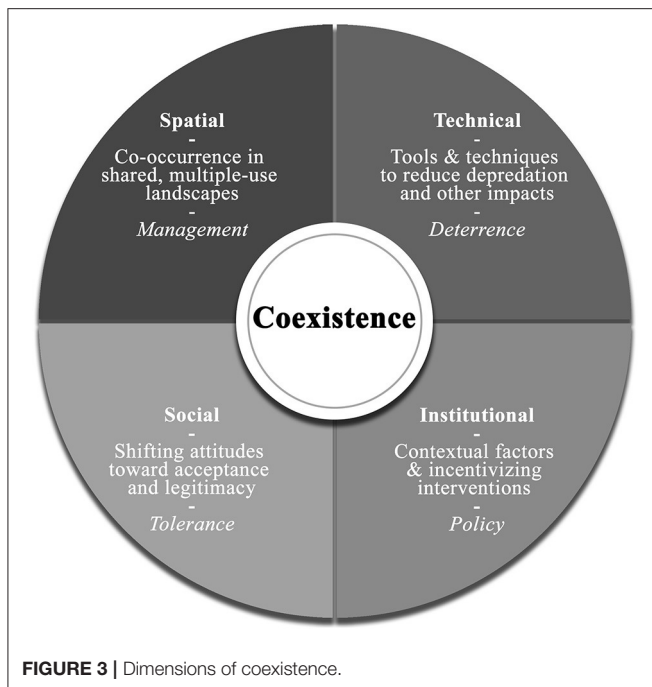 Spatial
-
Co-occurrence in
shared, multiple-use
landscapes
-
Management
Technical
-
Tools & techniques
to reduce depredation
and other impacts
-
Deterrence
Coexistence
Social
-
Shifting attitudes
toward acceptance
and legitimacy
-
Tolerance
Institutional
-
Contextual factors
& incentivizing
interventions
-
Policy
FIGURE 3 | Dimensions of coexistence.